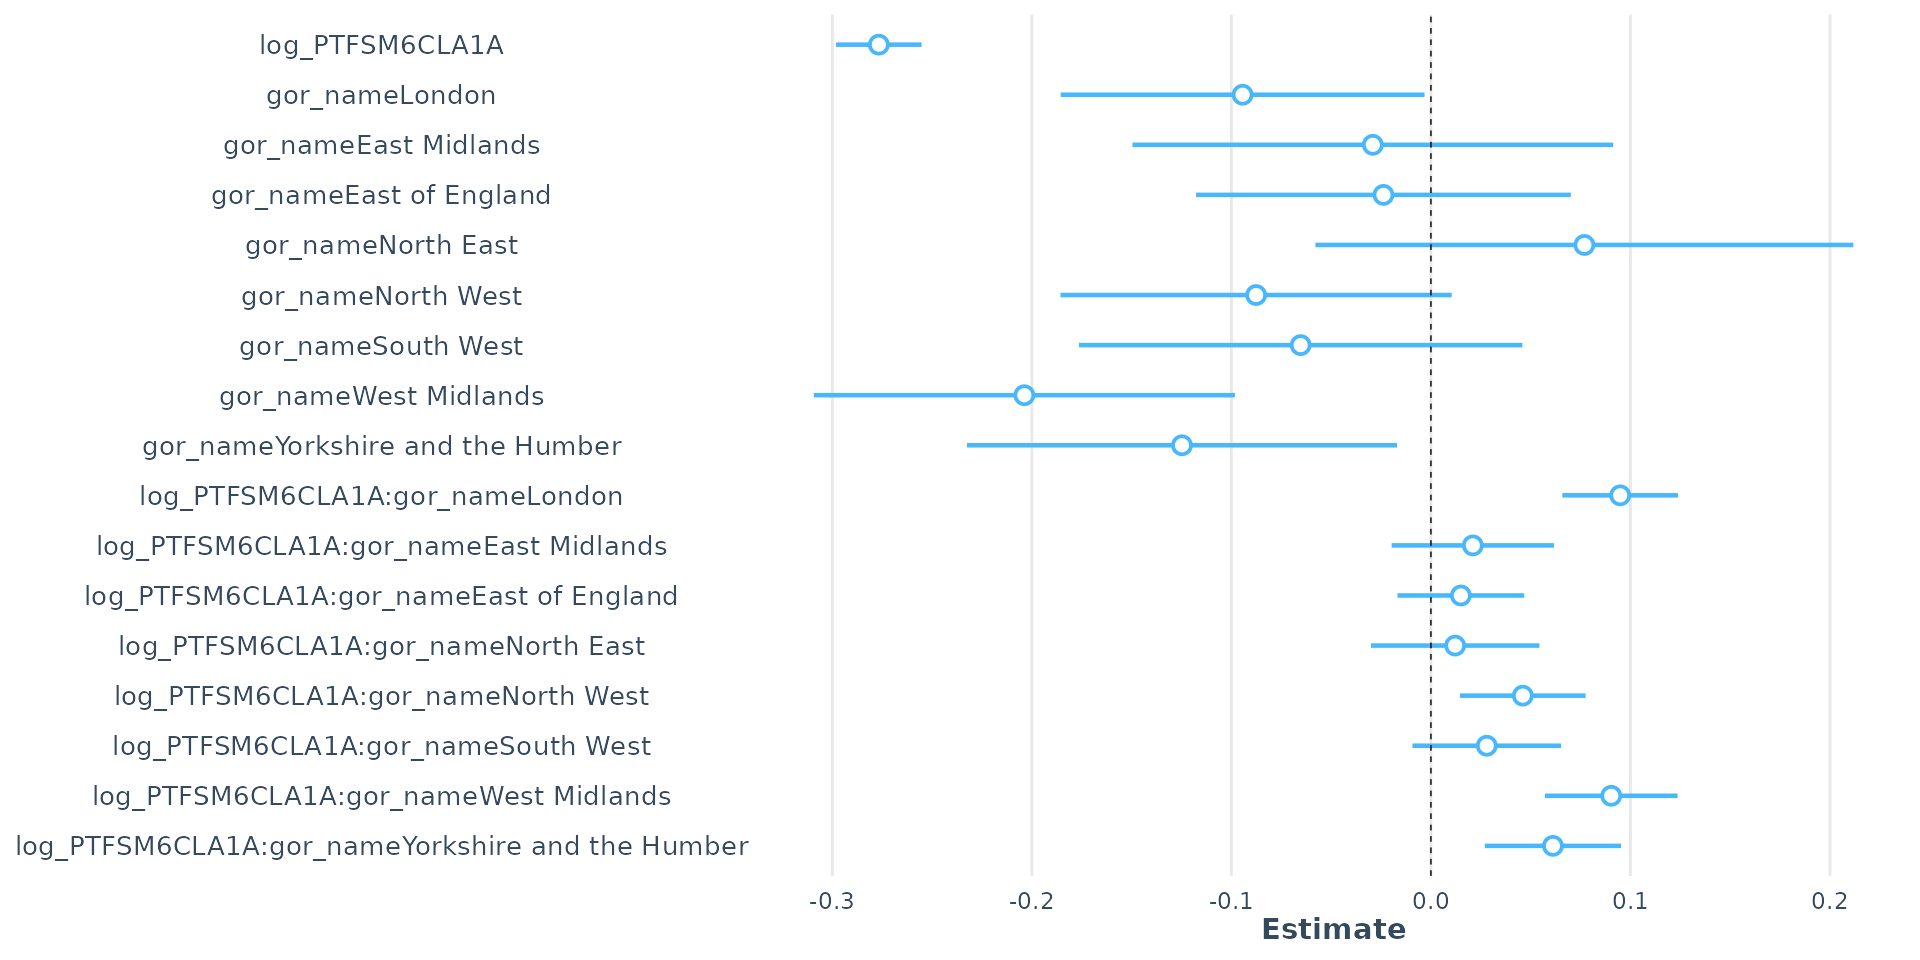 log_PTFSM6CLA1A
gor_nameLondon
gor_nameEast Midlands
gor_nameEast of England
gor_nameNorth East
gor_nameNorth West
gor_nameSouth West
gor_nameWest Midlands
gor_nameYorkshire and the Humber
log_PTFSM6CLA1A:gor_nameLondon
log_PTFSM6CLA1A:gor_nameEast Midlands
log_PTFSM6CLA1A:gor_nameEast of England
log_PTFSM6CLA1A:gor_nameNorth East
log_PTFSM6CLA1A:gor_nameNorth West
log_PTFSM6CLA1A:gor_nameSouth West
log_PTFSM6CLA1A:gor_nameWest Midlands
log_PTFSM6CLA1A:gor_nameYorkshire and the Humber
-0.3 -0.2 -0.1 0.0 0.1 0.2
Estimate